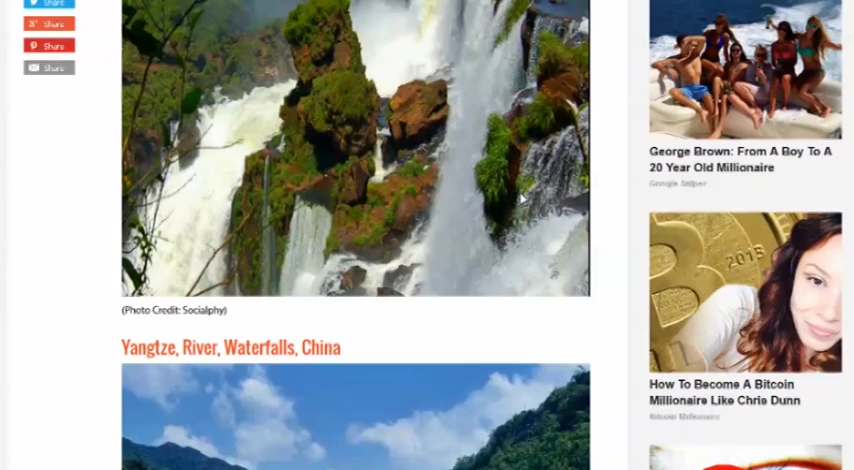 Share
Share
Share
Share
(Photo Credit: Socialphy)
Yangtze, River, Waterfalls, China
George Brown: From A Boy To A
20 Year Old Millionaire
Google Sniper
2013
How To Become A Bitcoin
Millionaire Like Chris Dunn
Bitcoin Millionaire